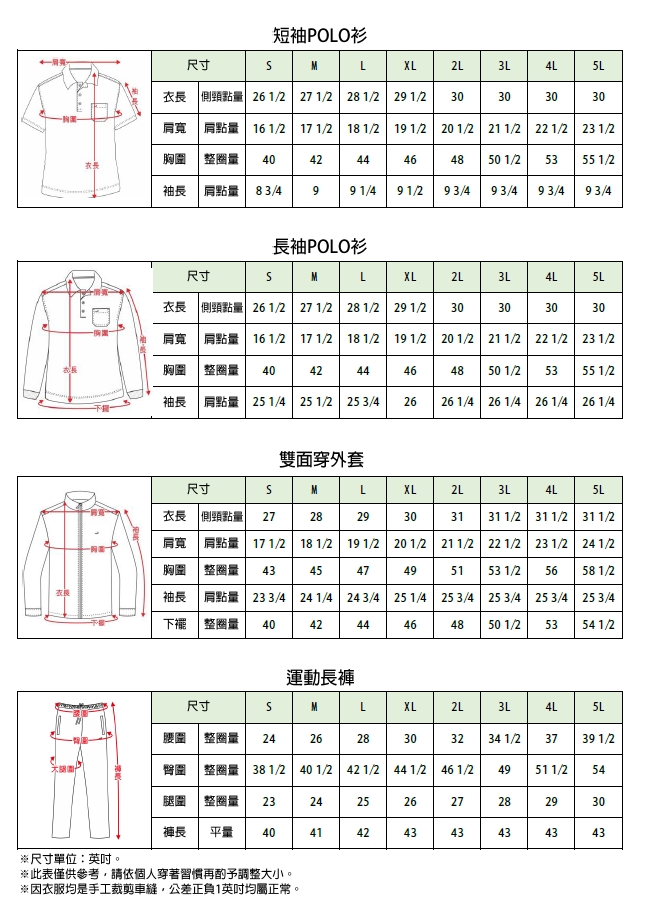 短袖POLO衫
肩寬
袖長
胸圍
衣長
尺寸 S M L XL 2L 3L 4L 5L
衣長 側頸點量 26 1/2 27 1/2 28 1/2 29 1/2 30 30 30 30
肩寬 肩點量 16 1/2 17 1/2 18 1/2 19 1/2 20 1/2 21 1/2 22 1/2 23 1/2
胸圍 整圈量 40 42 44 46 48 50 1/2 53 55 1/2
袖長 肩點量 8 3/4 9 9 1/4 9 1/2 9 3/4 9 3/4 9 3/4 9 3/4
長袖POLO衫
肩寬
胸圍
袖長
衣長
下擺
尺寸 S M L XL 2L 3L 4L 5L
衣長 側頸點量 26 1/2 27 1/2 28 1/2 29 1/2 30 30 30 30
肩寬 肩點量 16 1/2 17 1/2 18 1/2 19 1/2 20 1/2 21 1/2 22 1/2 23 1/2
胸圍 整圈量 40 42 44 46 48 50 1/2 53 55 1/2
袖長 肩點量 25 1/4 25 1/2 25 3/4 26 26 1/4 26 1/4 26 1/4 26 1/4
雙面穿外套
肩寬
袖長
胸圍
衣長
下擺
尺寸 S M L XL 2L 3L 4L 5L
衣長 側頸點量 27 28 29 30 31 31 1/2 31 1/2 31 1/2
肩寬 肩點量 17 1/2 18 1/2 19 1/2 20 1/2 21 1/2 22 1/2 23 1/2 24 1/2
胸圍 整圈量 43 45 47 49 51 53 1/2 56 58 1/2
袖長 肩點量 23 3/4 24 1/4 24 3/4 25 1/4 25 3/4 25 3/4 25 3/4 25 3/4
下襬 整圈量 40 42 44 46 48 50 1/2 53 54 1/2
運動長褲
腰圍
臀圍
大腿圍
褲長
尺寸 S M L XL 2L 3L 4L 5L
腰圍 整圈量 24 26 28 30 32 34 1/2 37 39 1/2
臀圍 整圈量 38 1/2 40 1/2 42 1/2 44 1/2 46 1/2 49 51 1/2 54
腿圍 整圈量 23 24 25 26 27 28 29 30
褲長 平量 40 41 42 43 43 43 43 43
※尺寸單位：英吋。
※此表僅供參考，請依個人穿著習慣再酌予調整大小。
※因衣服均是手工裁剪車縫，公差正負1英吋均屬正常。